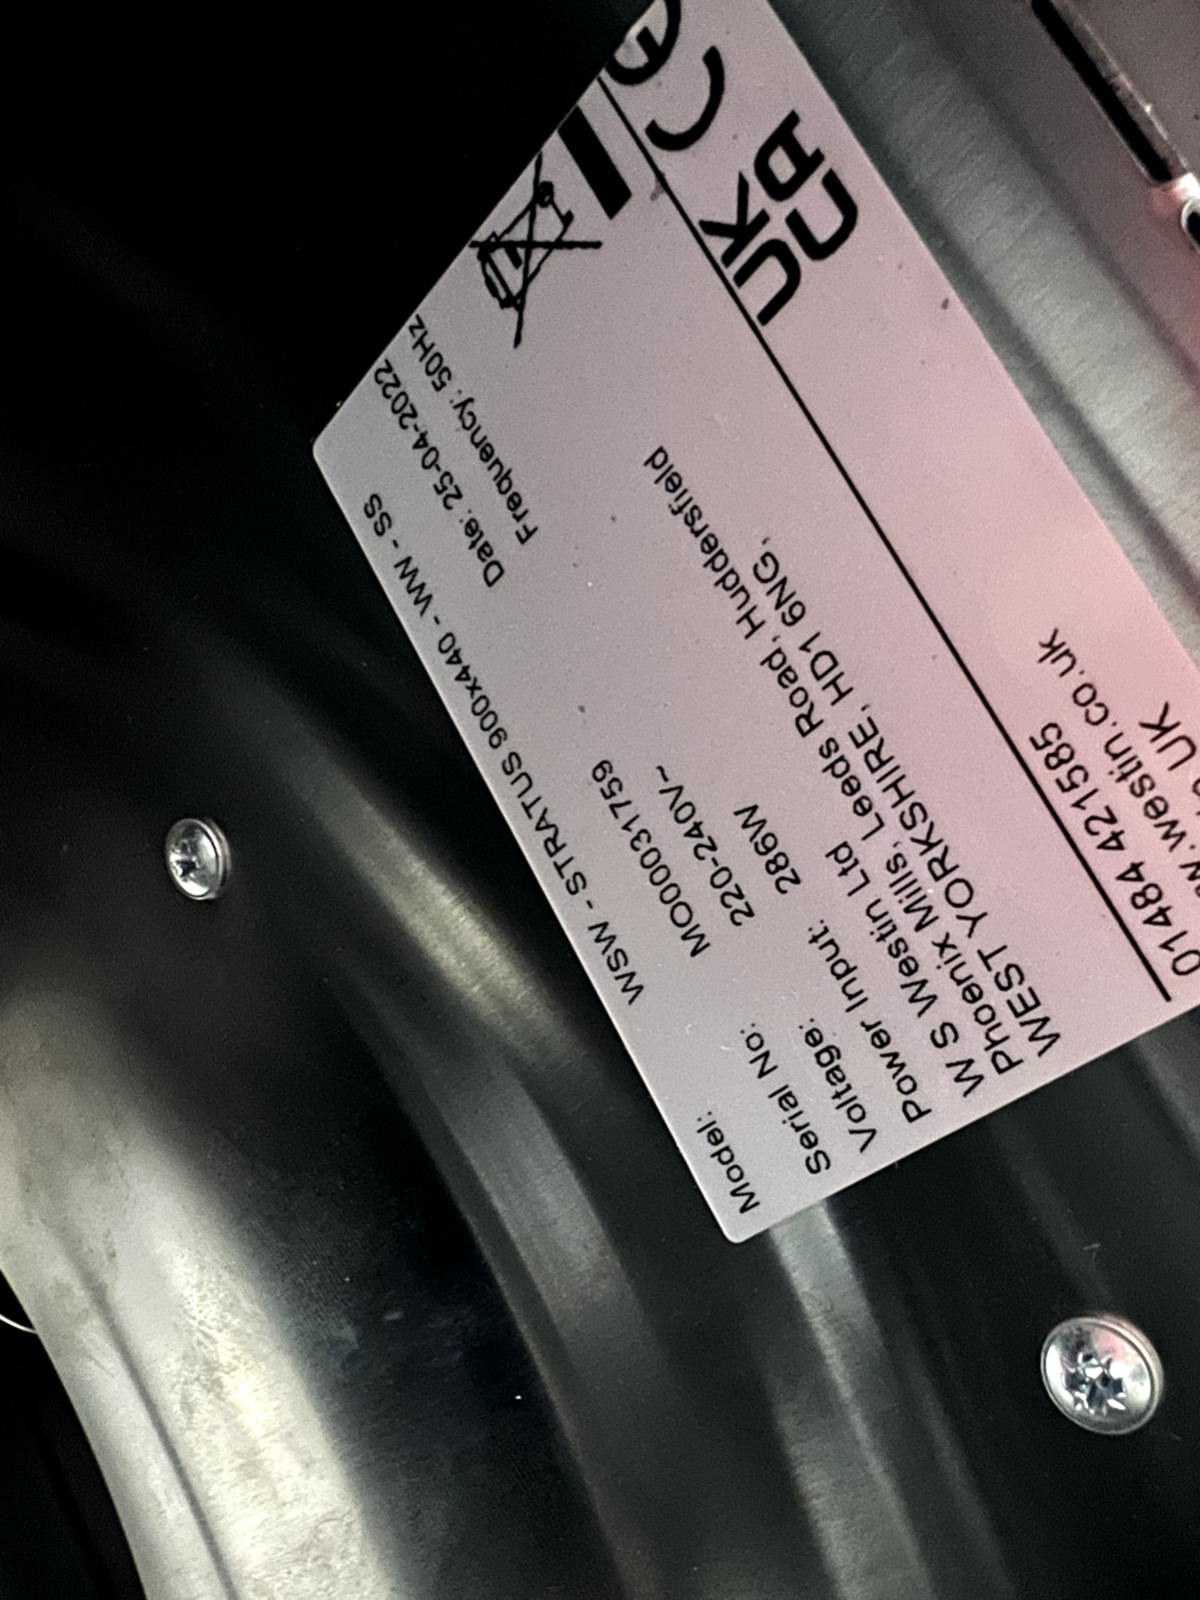 Model: WSW - STRATUS 900x440 - WW - SS
Serial No: MO00031759 Date: 25-04-2022
Voltage: 220-240V~ Frequency: 50Hz
Power Input: 286W
W S Westin Ltd
Phoenix Mills, Leeds Road, Huddersfield
WEST YORKSHIRE, HD1 6NG,
UK
CA
CE
01484 421585
.westin.co.uk
UK